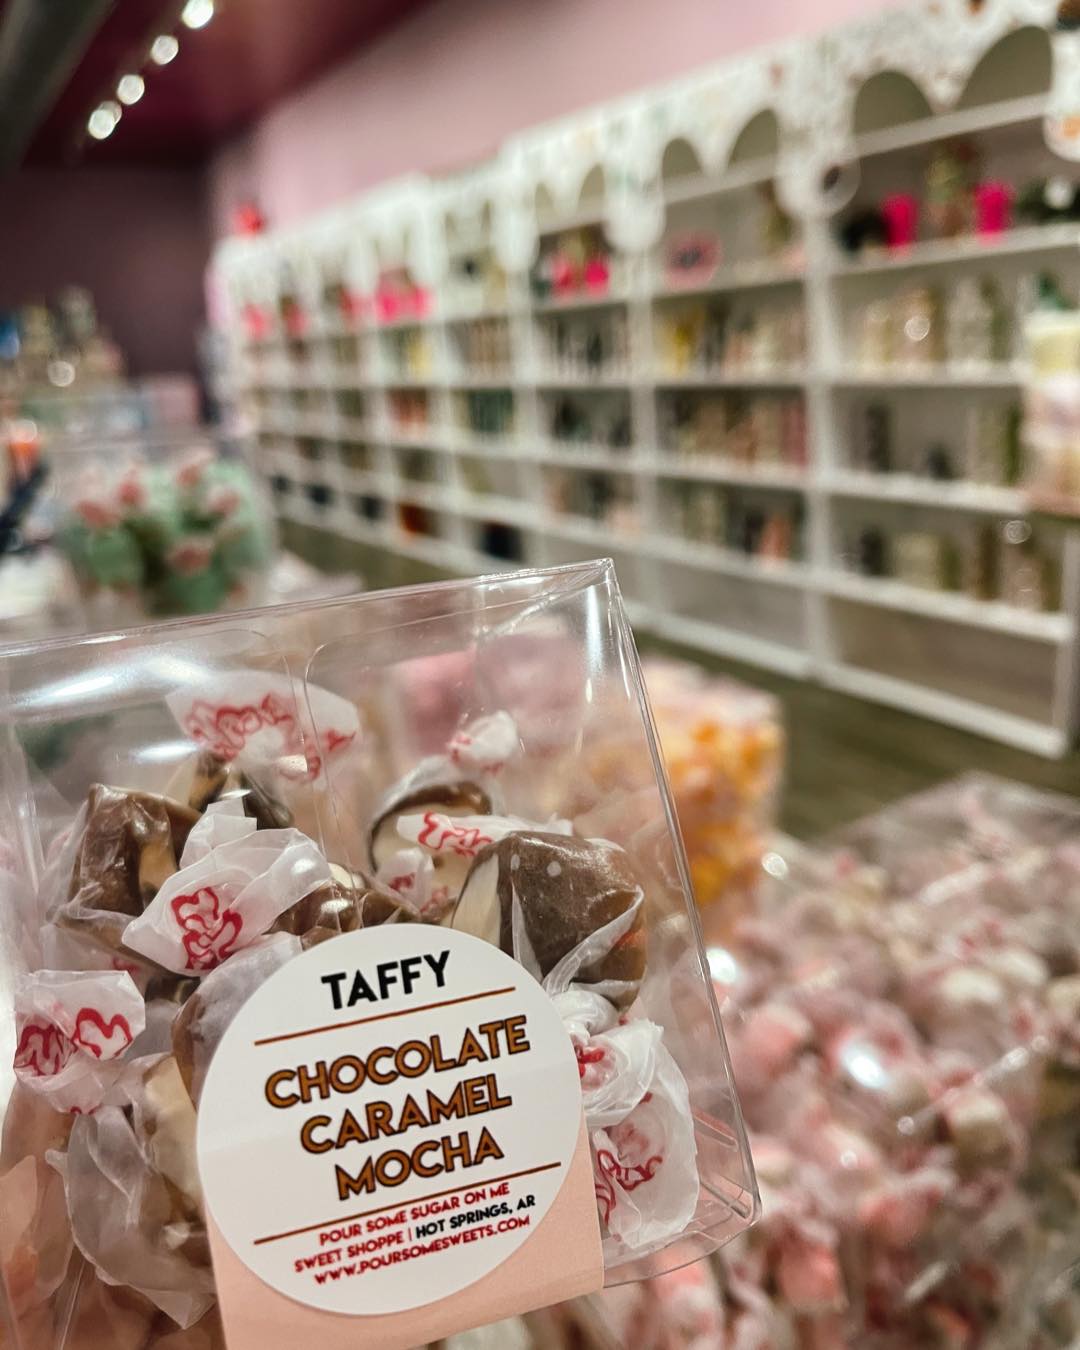 TAFFY
CHOCOLATE
CARAMEL
MOCHA
POUR SOME SUGAR ON ME
SWEET SHOPPE | HOT SPRINGS, AR
WWW.POURSOMESWEETS.COM